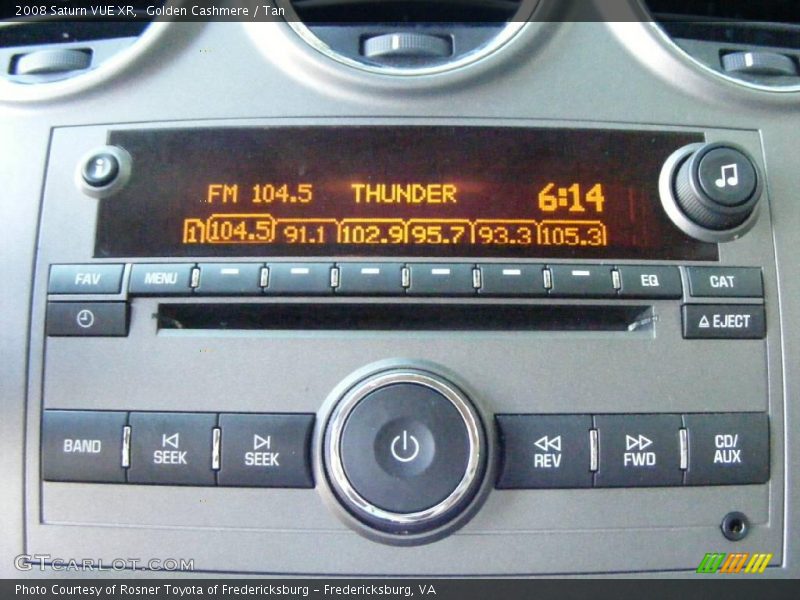 2008 Saturn VUE XR, Golden Cashmere / Tan
i
FM 104.5 THUNDER 6:14
1 104.5 91.1 102.9 95.7 93.3 105.3
FAV MENU EQ CAT
EJECT
BAND SEEK SEEK REV FWD CD/
AUX
GTCarLot.com
Photo Courtesy of Rosner Toyota of Fredericksburg – Fredericksburg, VA